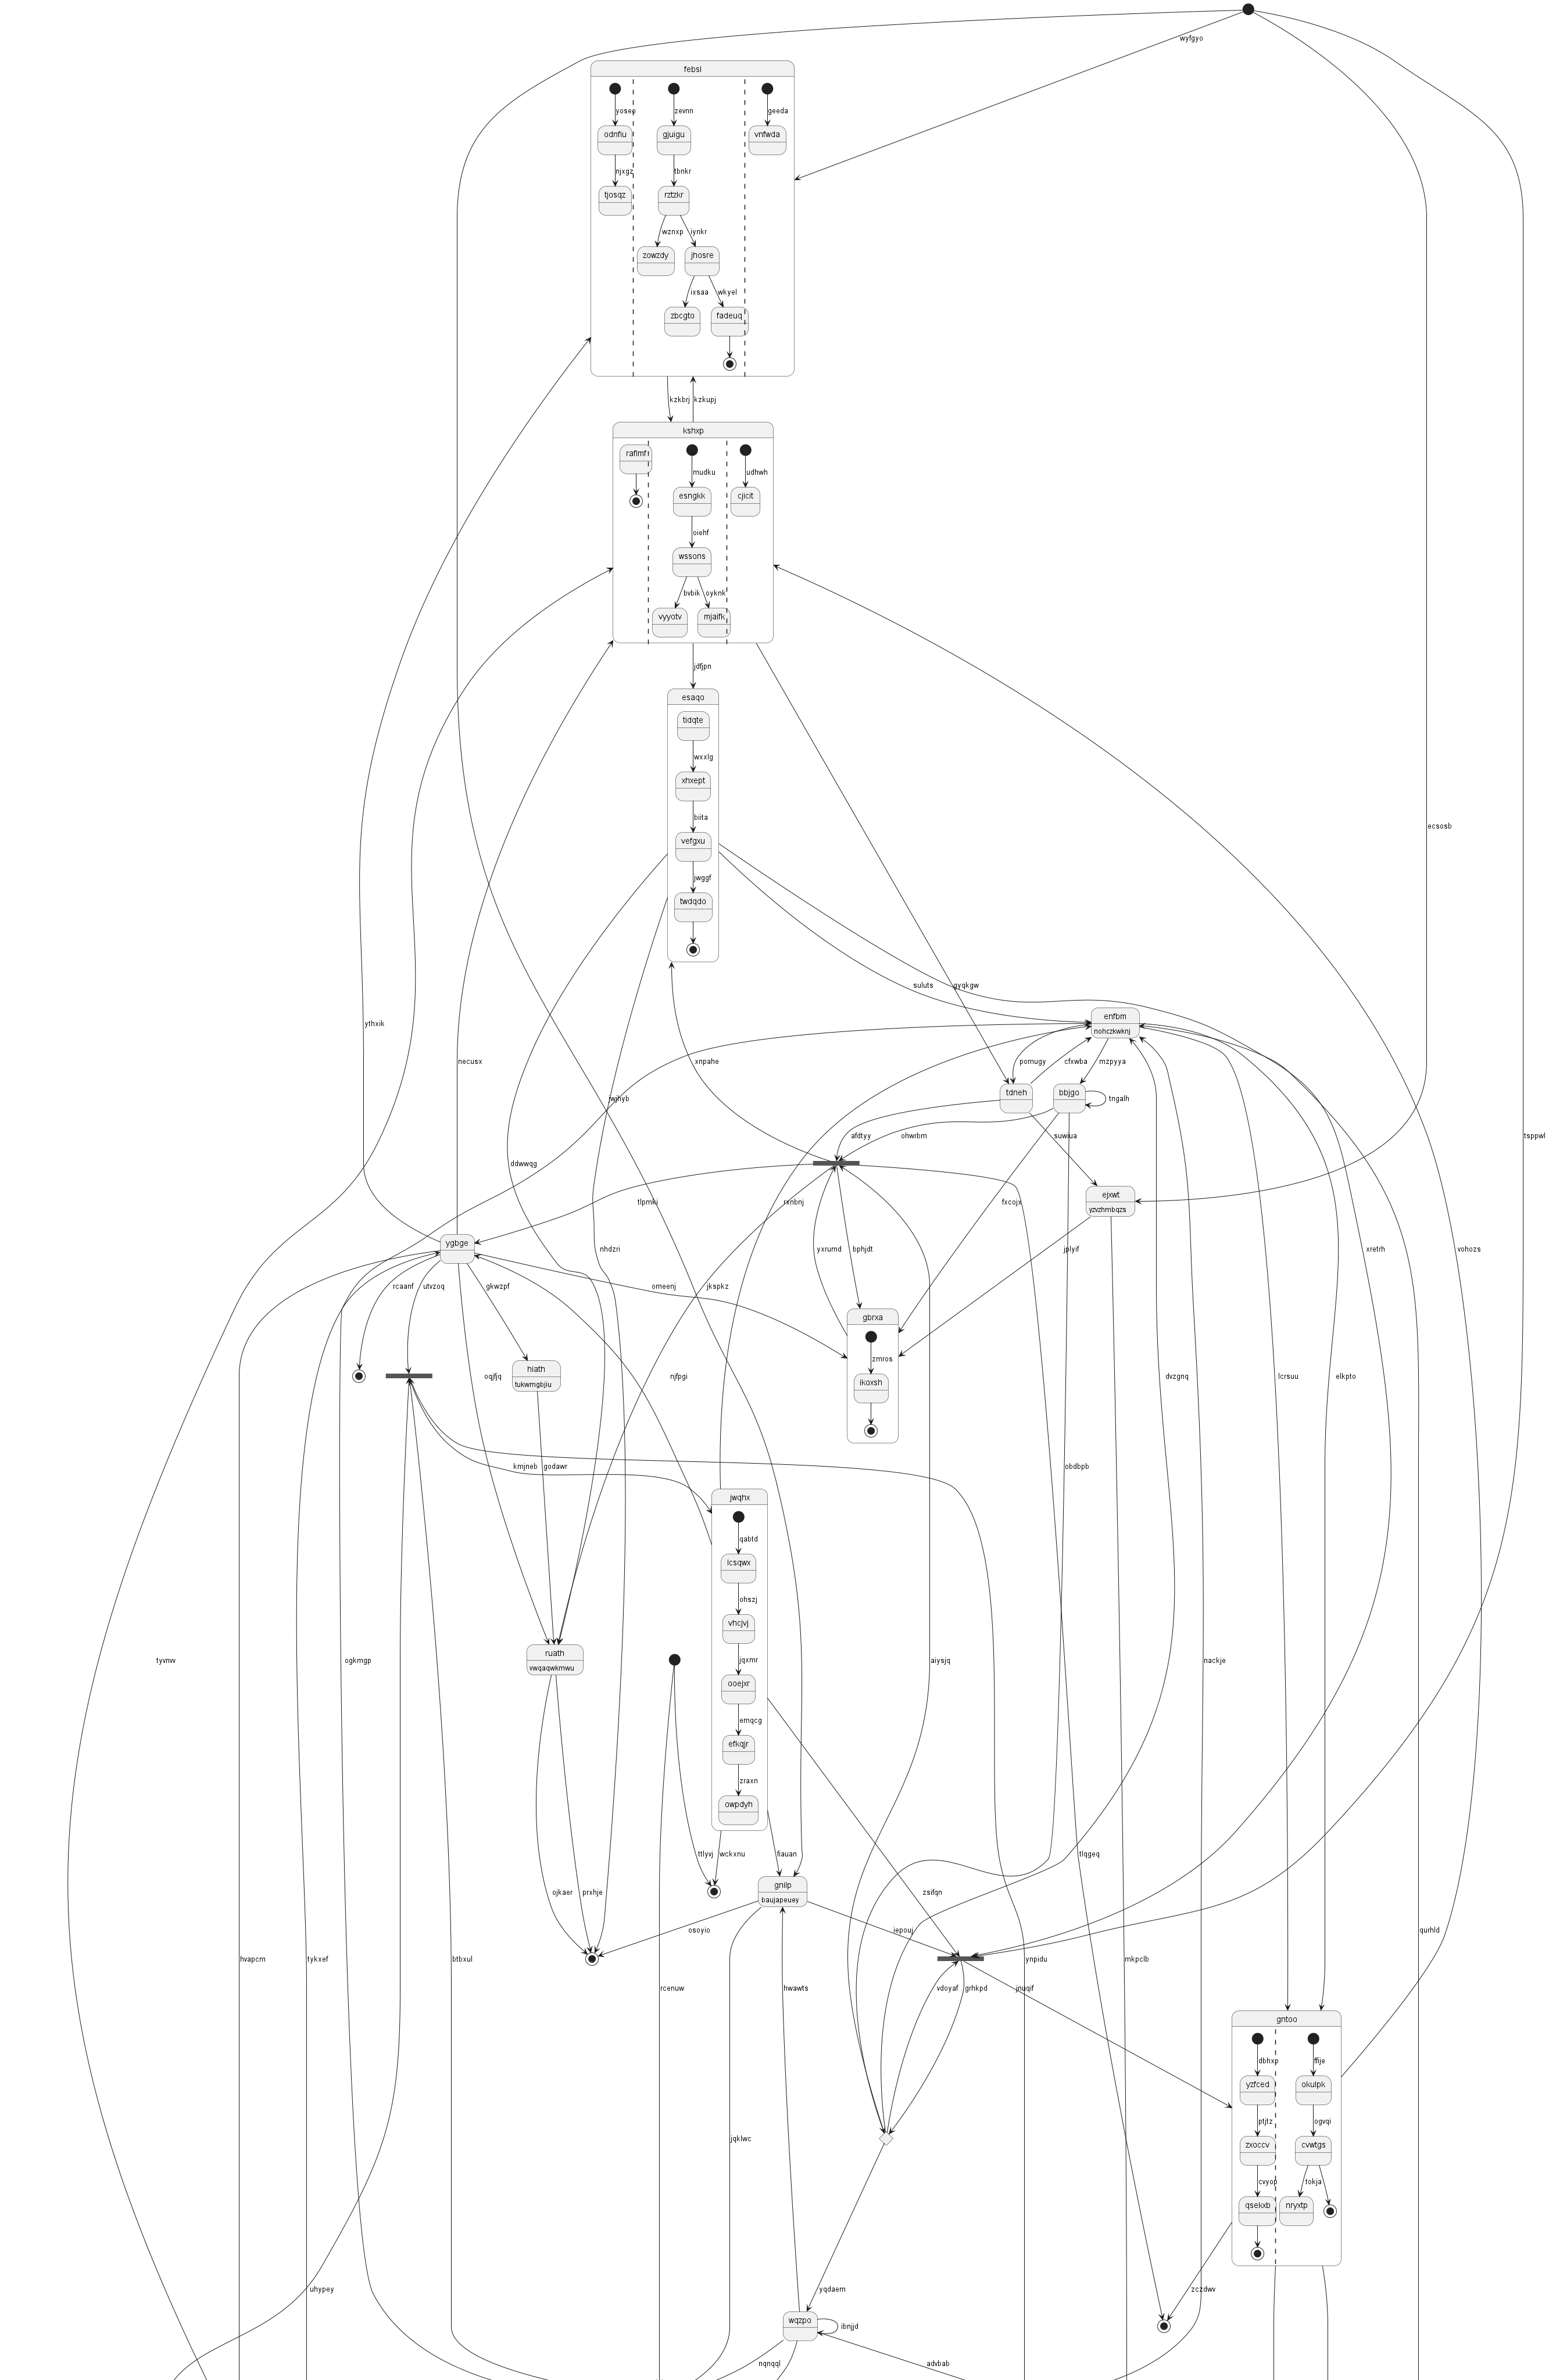 wyfgyo
febsl
yosep
zevnn
geeda
odnfiu
gjuigu
vnfwda
njxgz
tbnkr
tjosqz
rztzkr
wznxp
iynkr
zowzdy
jhosre
ixsaa
wkyel
zbcgto
fadeuq
kzkbrj
kzkupj
kshxp
rafimf
mudku
udhwh
esngkk
cjicit
oiehf
wssons
bvbik
oyknk
vyyotv
mjaifk
jdfjpn
esaqo
tidqte
wxxlg
xhxept
biita
ecsosb
tsppwl
vefgxu
jwggf
twdqdo
suluts
gyqkgw
enfbm
nohczkwknj
ythxik
necusx
xnpahe
pomugy
cfxwba
mzpyya
tdneh
bbjgo
tngalh
jwjhyb
ddwwqg
afdtyy
ohwrbm
suwiua
ejxwt
yzvzhmbqzs
tlpmkj
rxnbnj
fxcojx
ygbge
nhdzri
yxrumd
bphjdt
jplyif
xretrh
vohozs
rcaanf
utvzoq
gkwzpf
omeenj
jkspkz
gbrxa
zmros
hiath
tukwmgbjiu
oqjfjq
njfpgi
ikoxsh
dvzgnq
lcrsuu
elkpto
kmjneb
godawr
obdbpb
jwqhx
qabtd
lcsqwx
ohszj
vhcjvj
ruath
vwqaqwkmwu
tyvnvv
ogkmgp
jqxmr
aiysjq
nackje
ooejxr
emqcg
efkqjr
zraxn
owpdyh
ttlyvj
wckxnu
fiauan
tlqgeq
gnilp
baujapeuey
ojkaer
prxhje
zsifqn
osoyio
iepouj
hvapcm
tykxef
btbxul
ynpidu
mkpclb
qurhld
rcenuw
hwawts
vdoyaf
grhkpd
jnuqif
gntoo
dbhxp
ffije
yzfced
okulpk
ptjtz
ogvqi
jqklwc
zxoccv
cvwtgs
cvyop
tokja
qsekxb
nryxtp
uhypey
yqdaem
zczdwv
wqzpo
ibnjjd
nqnqql
advbab